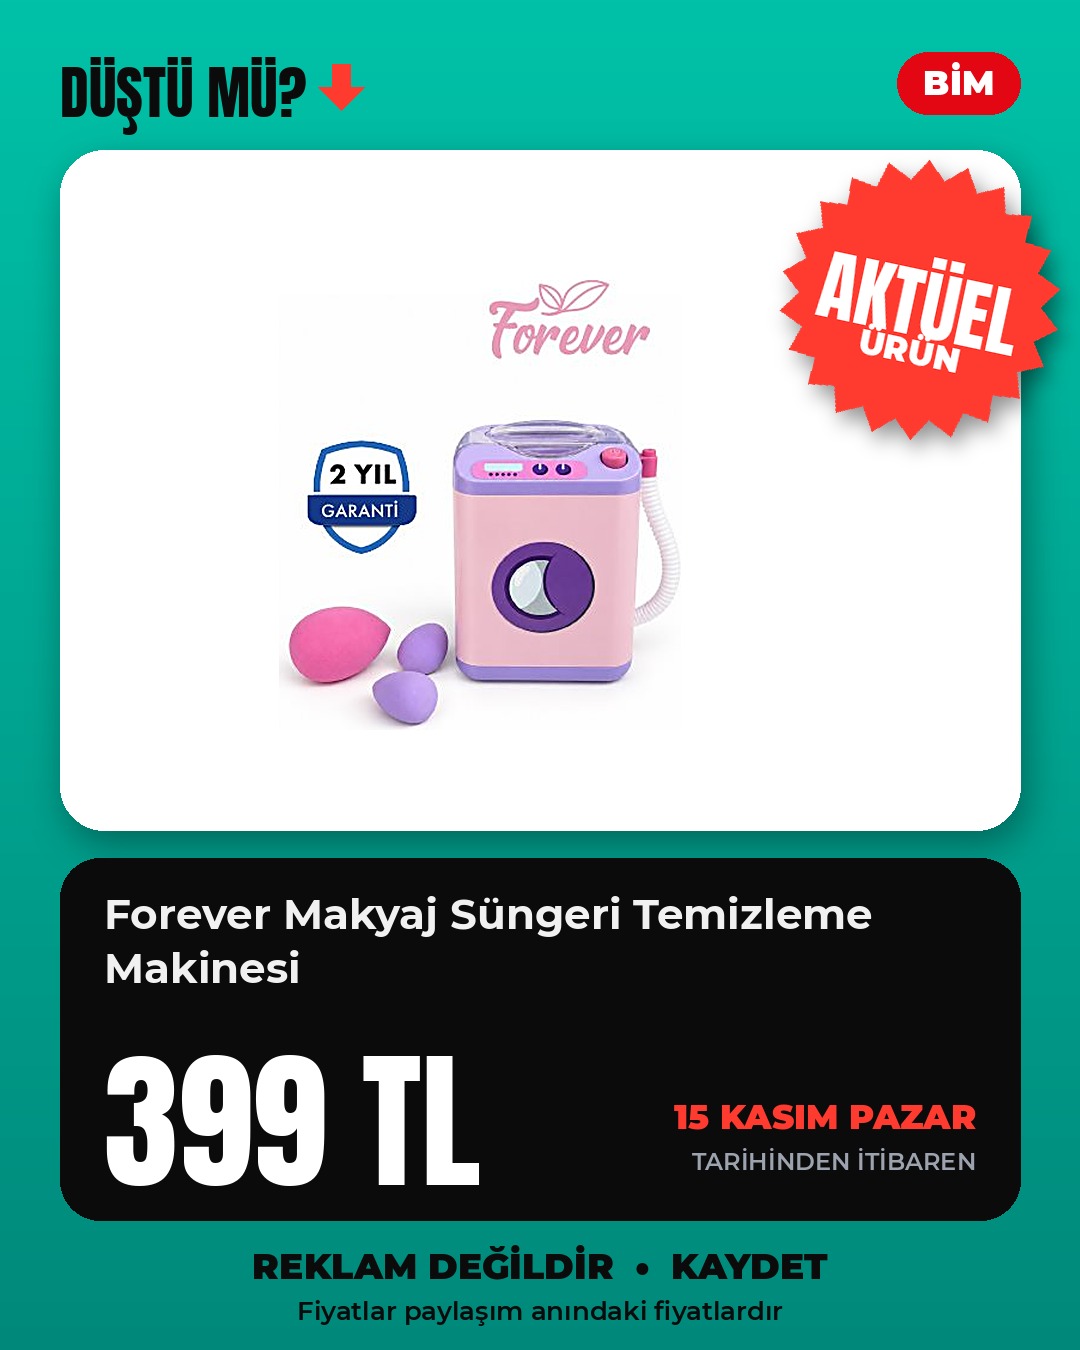 DÜŞTÜ MÜ?
BİM
AKTÜEL
ÜRÜN
Forever
2 YIL
GARANTİ
Forever Makyaj Süngeri Temizleme
Makinesi
399 TL
15 KASIM PAZAR
TARİHİNDEN İTİBAREN
REKLAM DEĞİLDİR • KAYDET
Fiyatlar paylaşım anındaki fiyatlardır